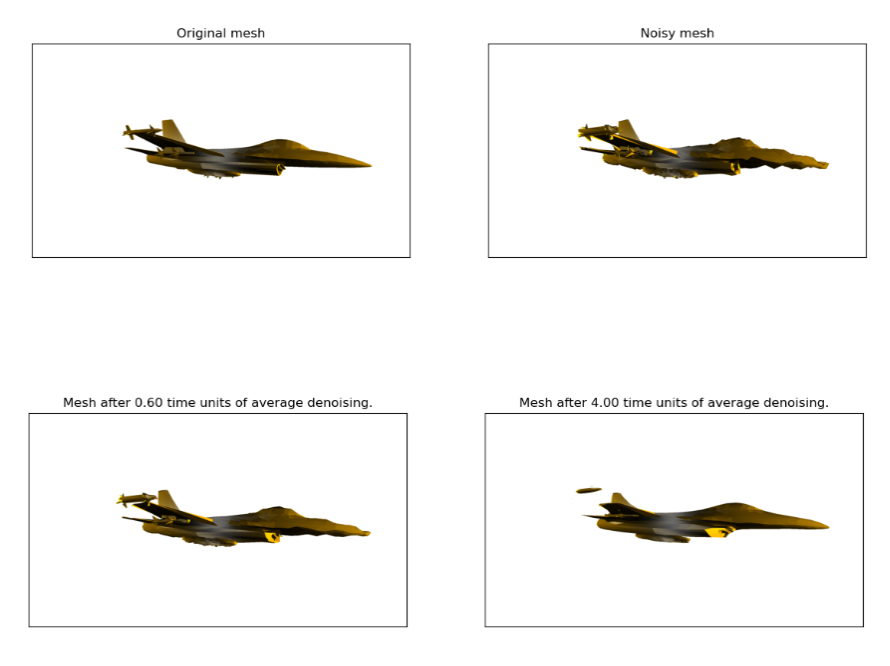 Original mesh
Noisy mesh
Mesh after 0.60 time units of average denoising.
Mesh after 4.00 time units of average denoising.